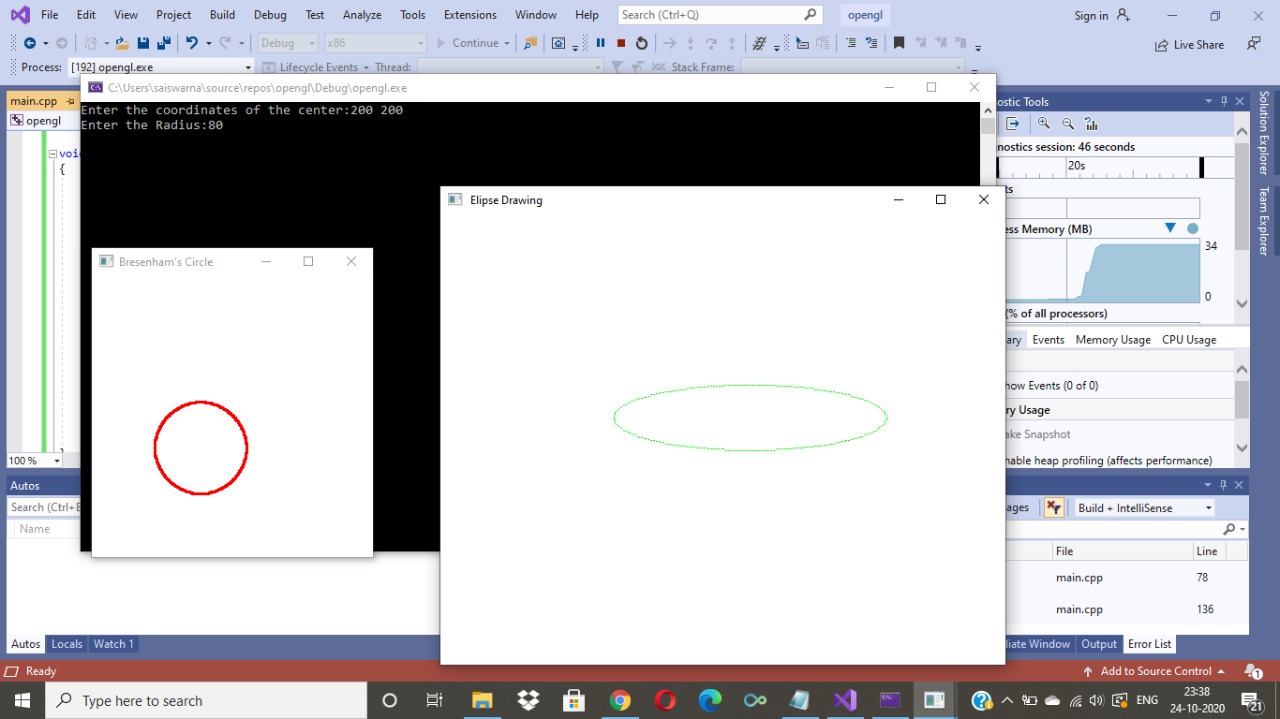 File Edit View Project Build Debug Test Analyze Tools Extensions Window Help Search (Ctrl+Q) opengl Sign in
Debug x86 Continue Live Share
Process: [192] opengl.exe Lifecycle Events Thread: Stack Frame:
C:\Users\saiswarna\source\repos\opengl\Debug\opengl.exe
main.cpp
opengl
Enter the coordinates of the center:200 200
Enter the Radius:80
voi
{
ostic Tools
nostics session: 46 seconds
20s
ts
ess Memory (MB)
34
0
(% of all processors)
ary Events Memory Usage CPU Usage
how Events (0 of 0)
ry Usage
ake Snapshot
nable heap profiling (affects performance)
Solution Explorer
Team Explorer
Elipse Drawing
Bresenham's Circle
100 %
Autos
Search (Ctrl+E
Name
Autos Locals Watch 1
ages Build + IntelliSense
File Line
main.cpp 78
main.cpp 136
diate Window Output Error List
Ready Add to Source Control 1
Type here to search
ENG
23:38
24-10-2020
21